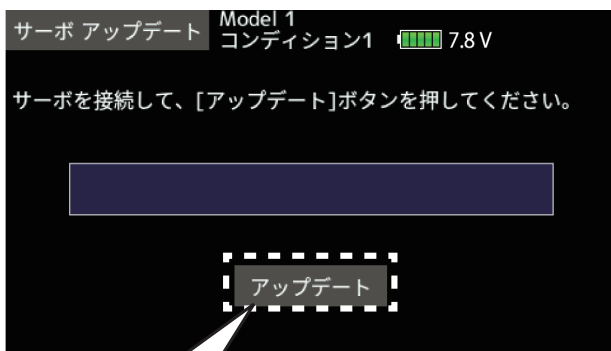 サーボ アップデート
Model 1
コンディション1 7.8 V
サーボを接続して、[アップデート]ボタンを押してください。
アップデート